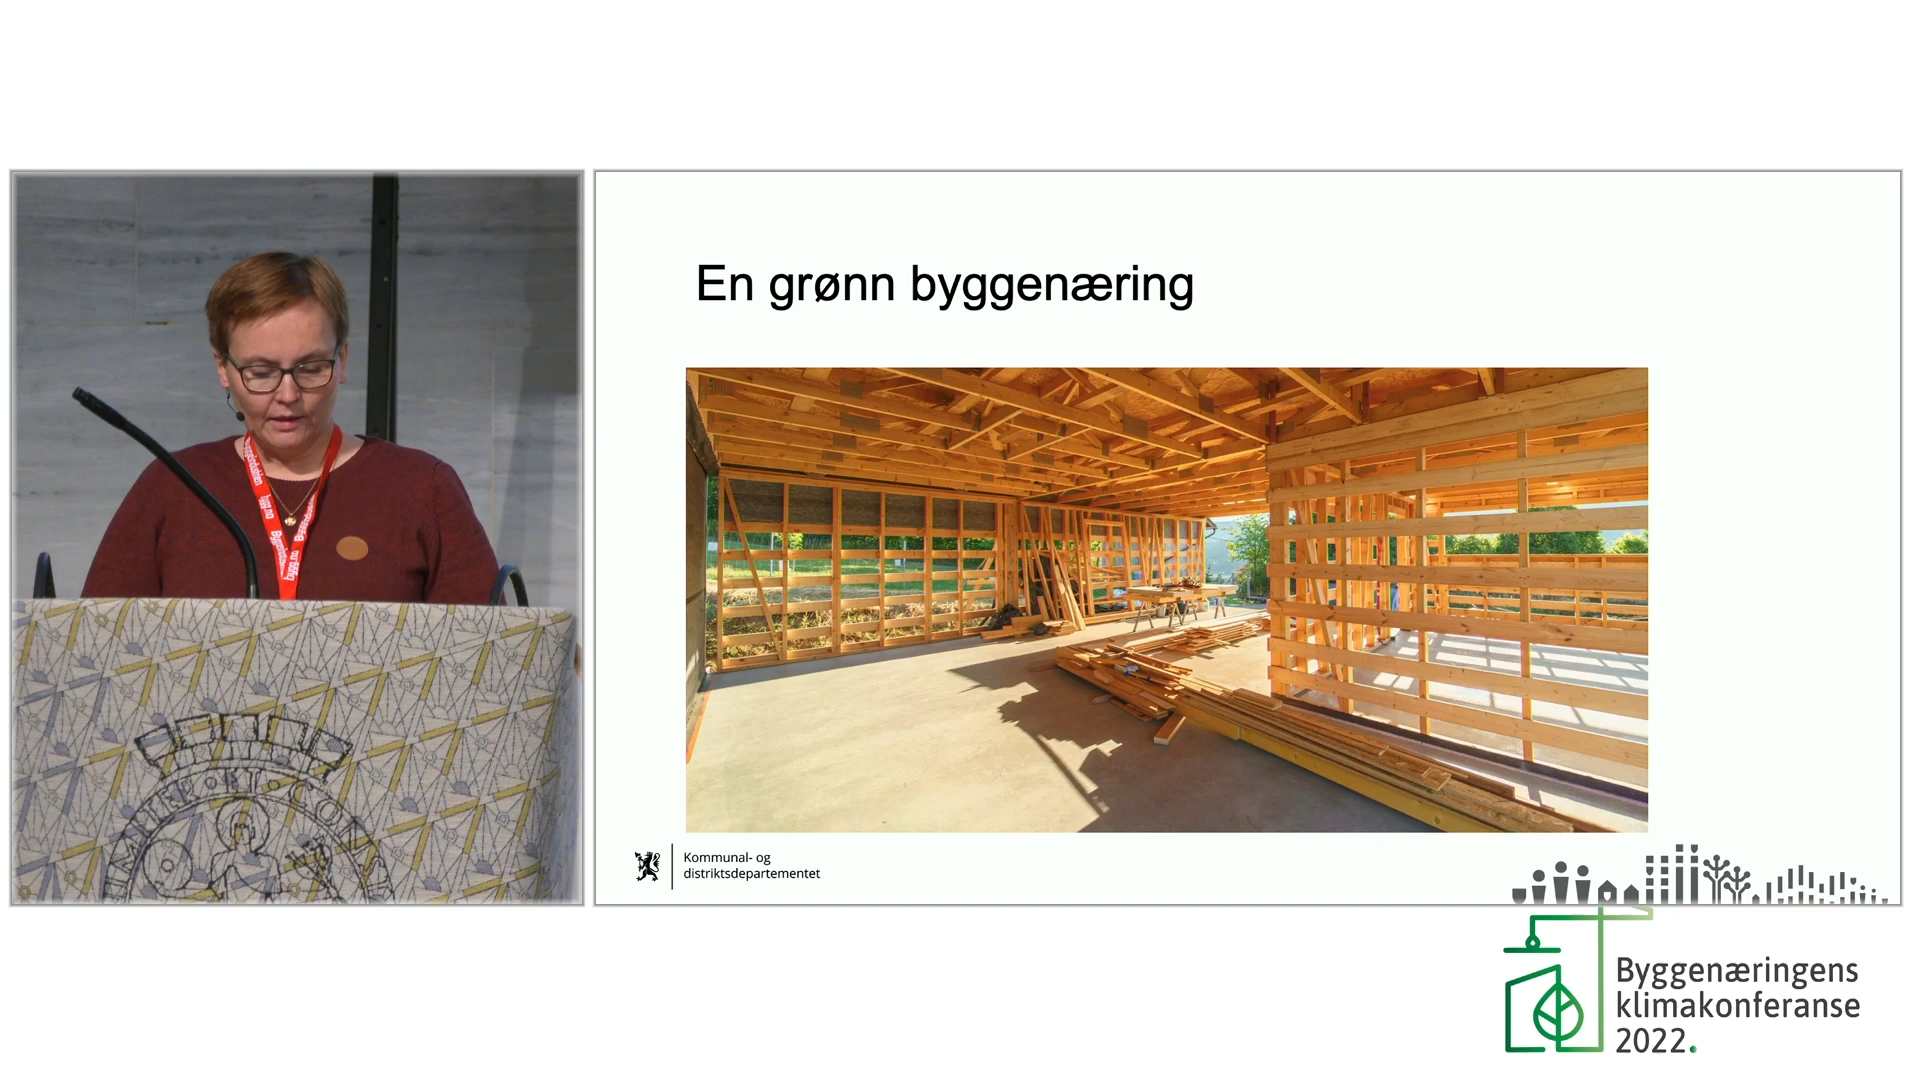 En grønn byggenæring
Kommunal- og
distriktsdepartementet
Byggenæringens
klimakonferanse
2022.